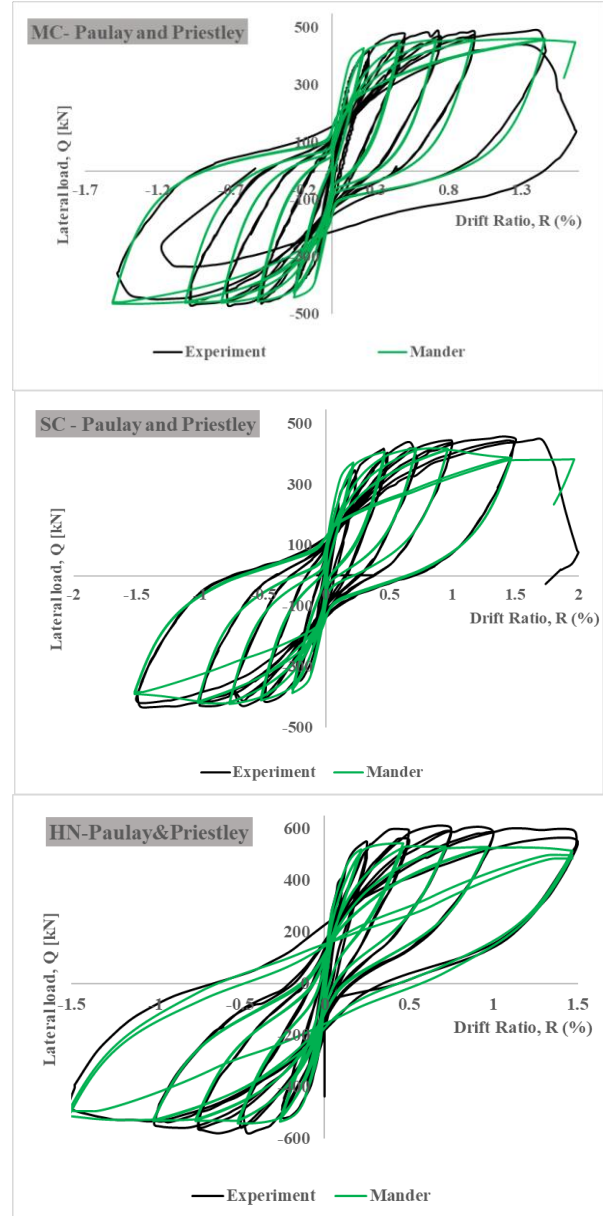 MC- Paulay and Priestley
500
300
100
-1.7 -1.2 -0.7 -0.2 0.3 0.8 1.3
-100
-300
-500
Lateral load, Q [kN]
Drift Ratio, R (%)
Experiment Mander
SC - Paulay and Priestley
500
300
100
-2 -1.5 -1 -0.5 0.5 1 1.5 2
-100
-300
-500
Lateral load, Q [kN]
Drift Ratio, R (%)
Experiment Mander
HN-Paulay&Priestley
600
400
200
0
-1.5 -1 -0.5 0.5 1 1.5
-200
-400
-600
Lateral load, Q [kN]
Drift Ratio, R (%)
Experiment Mander